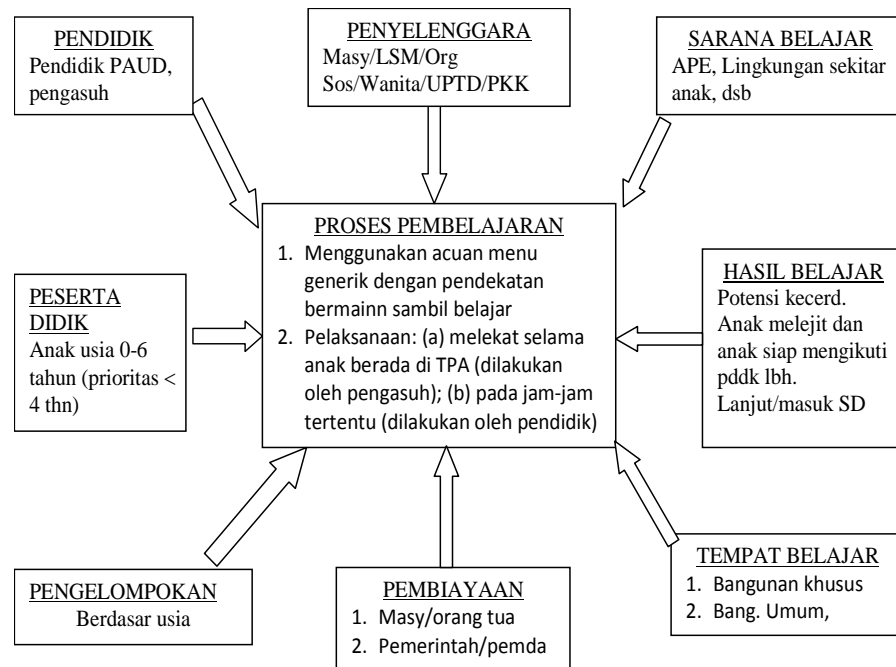 PENDIDIK
Pendidik PAUD,
pengasuh
PENYELENGGARA
Masy/LSM/Org
Sos/Wanita/UPTD/PKK
SARANA BELAJAR
APE, Lingkungan sekitar
anak, dsb
PROSES PEMBELAJARAN
1. Menggunakan acuan menu
generik dengan pendekatan
bermainn sambil belajar
2. Pelaksanaan: (a) melekat selama
anak berada di TPA (dilakukan
oleh pengasuh); (b) pada jam-jam
tertentu (dilakukan oleh pendidik)
PESERTA
DIDIK
Anak usia 0-6
tahun (prioritas <
4 thn)
HASIL BELAJAR
Potensi kecerd.
Anak melejit dan
anak siap mengikuti
pddk lbh.
Lanjut/masuk SD
PENGELOMPOKAN
Berdasar usia
PEMBIAYAAN
1. Masy/orang tua
2. Pemerintah/pemda
TEMPAT BELAJAR
1. Bangunan khusus
2. Bang. Umum,